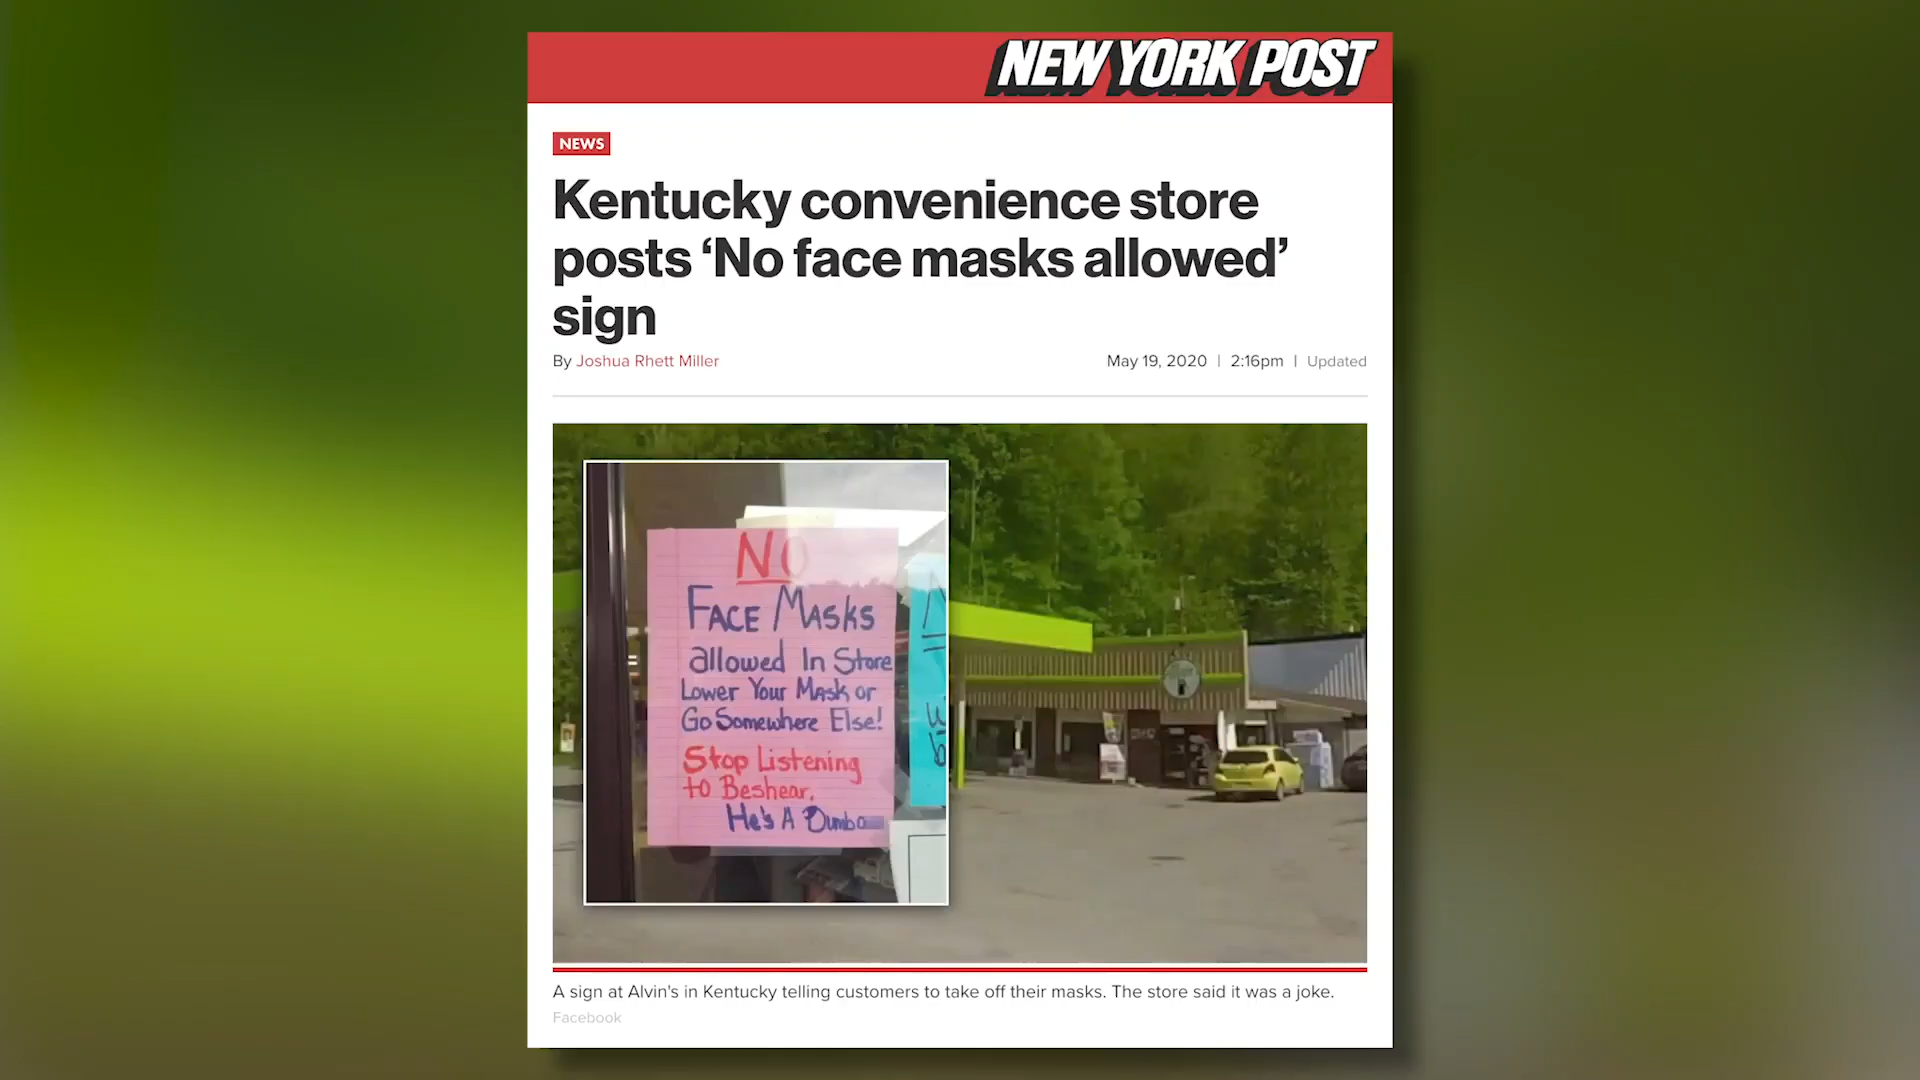 NEW YORK POST
NEWS
Kentucky convenience store
posts ‘No face masks allowed’
sign
By Joshua Rhett Miller
May 19, 2020 | 2:16pm | Updated
NO
FACE MASKS
allowed In Store
Lower Your Mask or
Go Somewhere Else!
Stop Listening
to Beshear,
He's A Dumba
A sign at Alvin's in Kentucky telling customers to take off their masks. The store said it was a joke.
Facebook